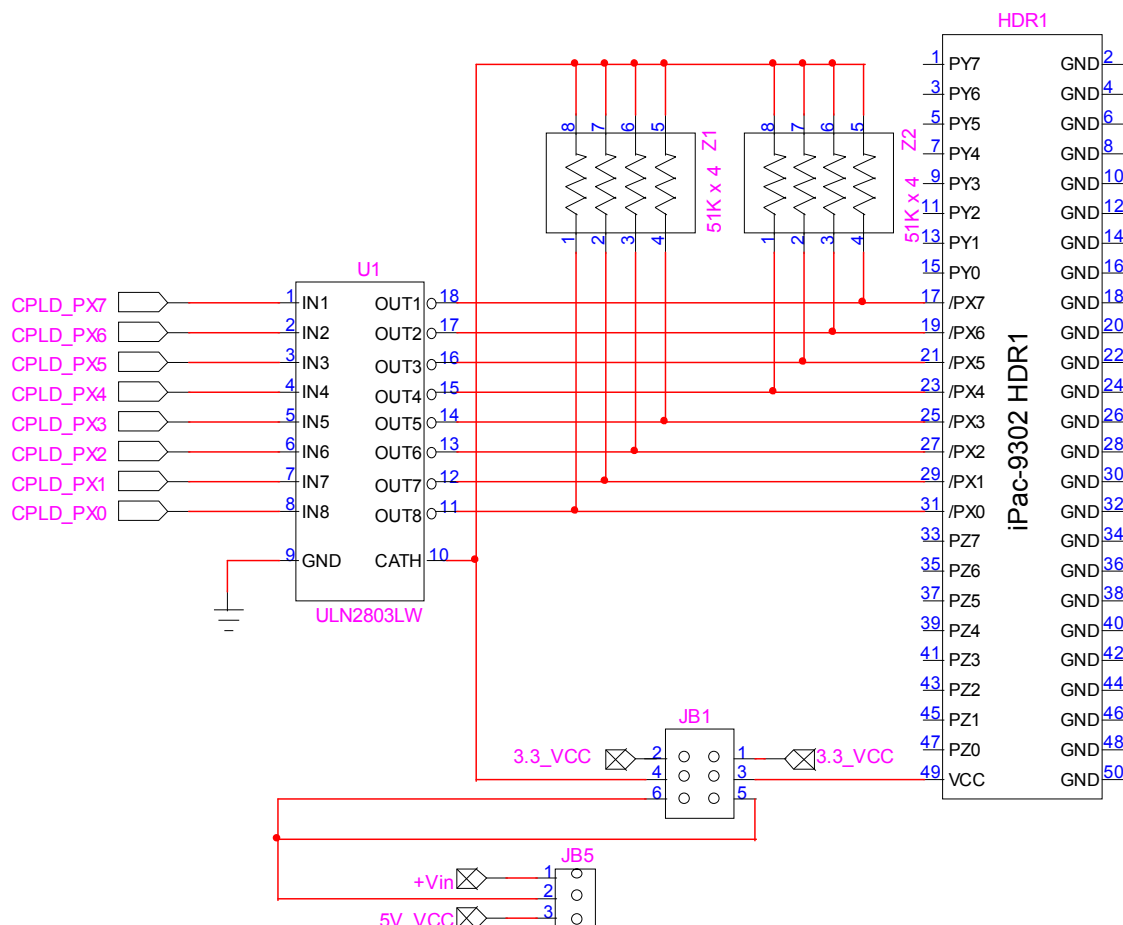 HDR1
1 PY7 GND 2
3 PY6 GND 4
5 PY5 GND 6
7 PY4 GND 8
9 PY3 GND 10
11 PY2 GND 12
13 PY1 GND 14
15 PY0 GND 16
17 /PX7 GND 18
19 /PX6 GND 20
21 /PX5 GND 22
23 /PX4 GND 24
25 /PX3 GND 26
27 /PX2 GND 28
29 /PX1 GND 30
31 /PX0 GND 32
33 PZ7 GND 34
35 PZ6 GND 36
37 PZ5 GND 38
39 PZ4 GND 40
41 PZ3 GND 42
43 PZ2 GND 44
45 PZ1 GND 46
47 PZ0 GND 48
49 VCC GND 50
iPac-9302 HDR1
8 7 6 5
Z1
51K x 4
1 2 3 4
8 7 6 5
Z2
51K x 4
1 2 3 4
U1
CPLD_PX7 1 IN1 OUT1 18
CPLD_PX6 2 IN2 OUT2 17
CPLD_PX5 3 IN3 OUT3 16
CPLD_PX4 4 IN4 OUT4 15
CPLD_PX3 5 IN5 OUT5 14
CPLD_PX2 6 IN6 OUT6 13
CPLD_PX1 7 IN7 OUT7 12
CPLD_PX0 8 IN8 OUT8 11
9 GND CATH 10
ULN2803LW
JB1
3.3_VCC 2 1 3.3_VCC
4 3
6 5
JB5
+Vin 1
2
5V_VCC 3